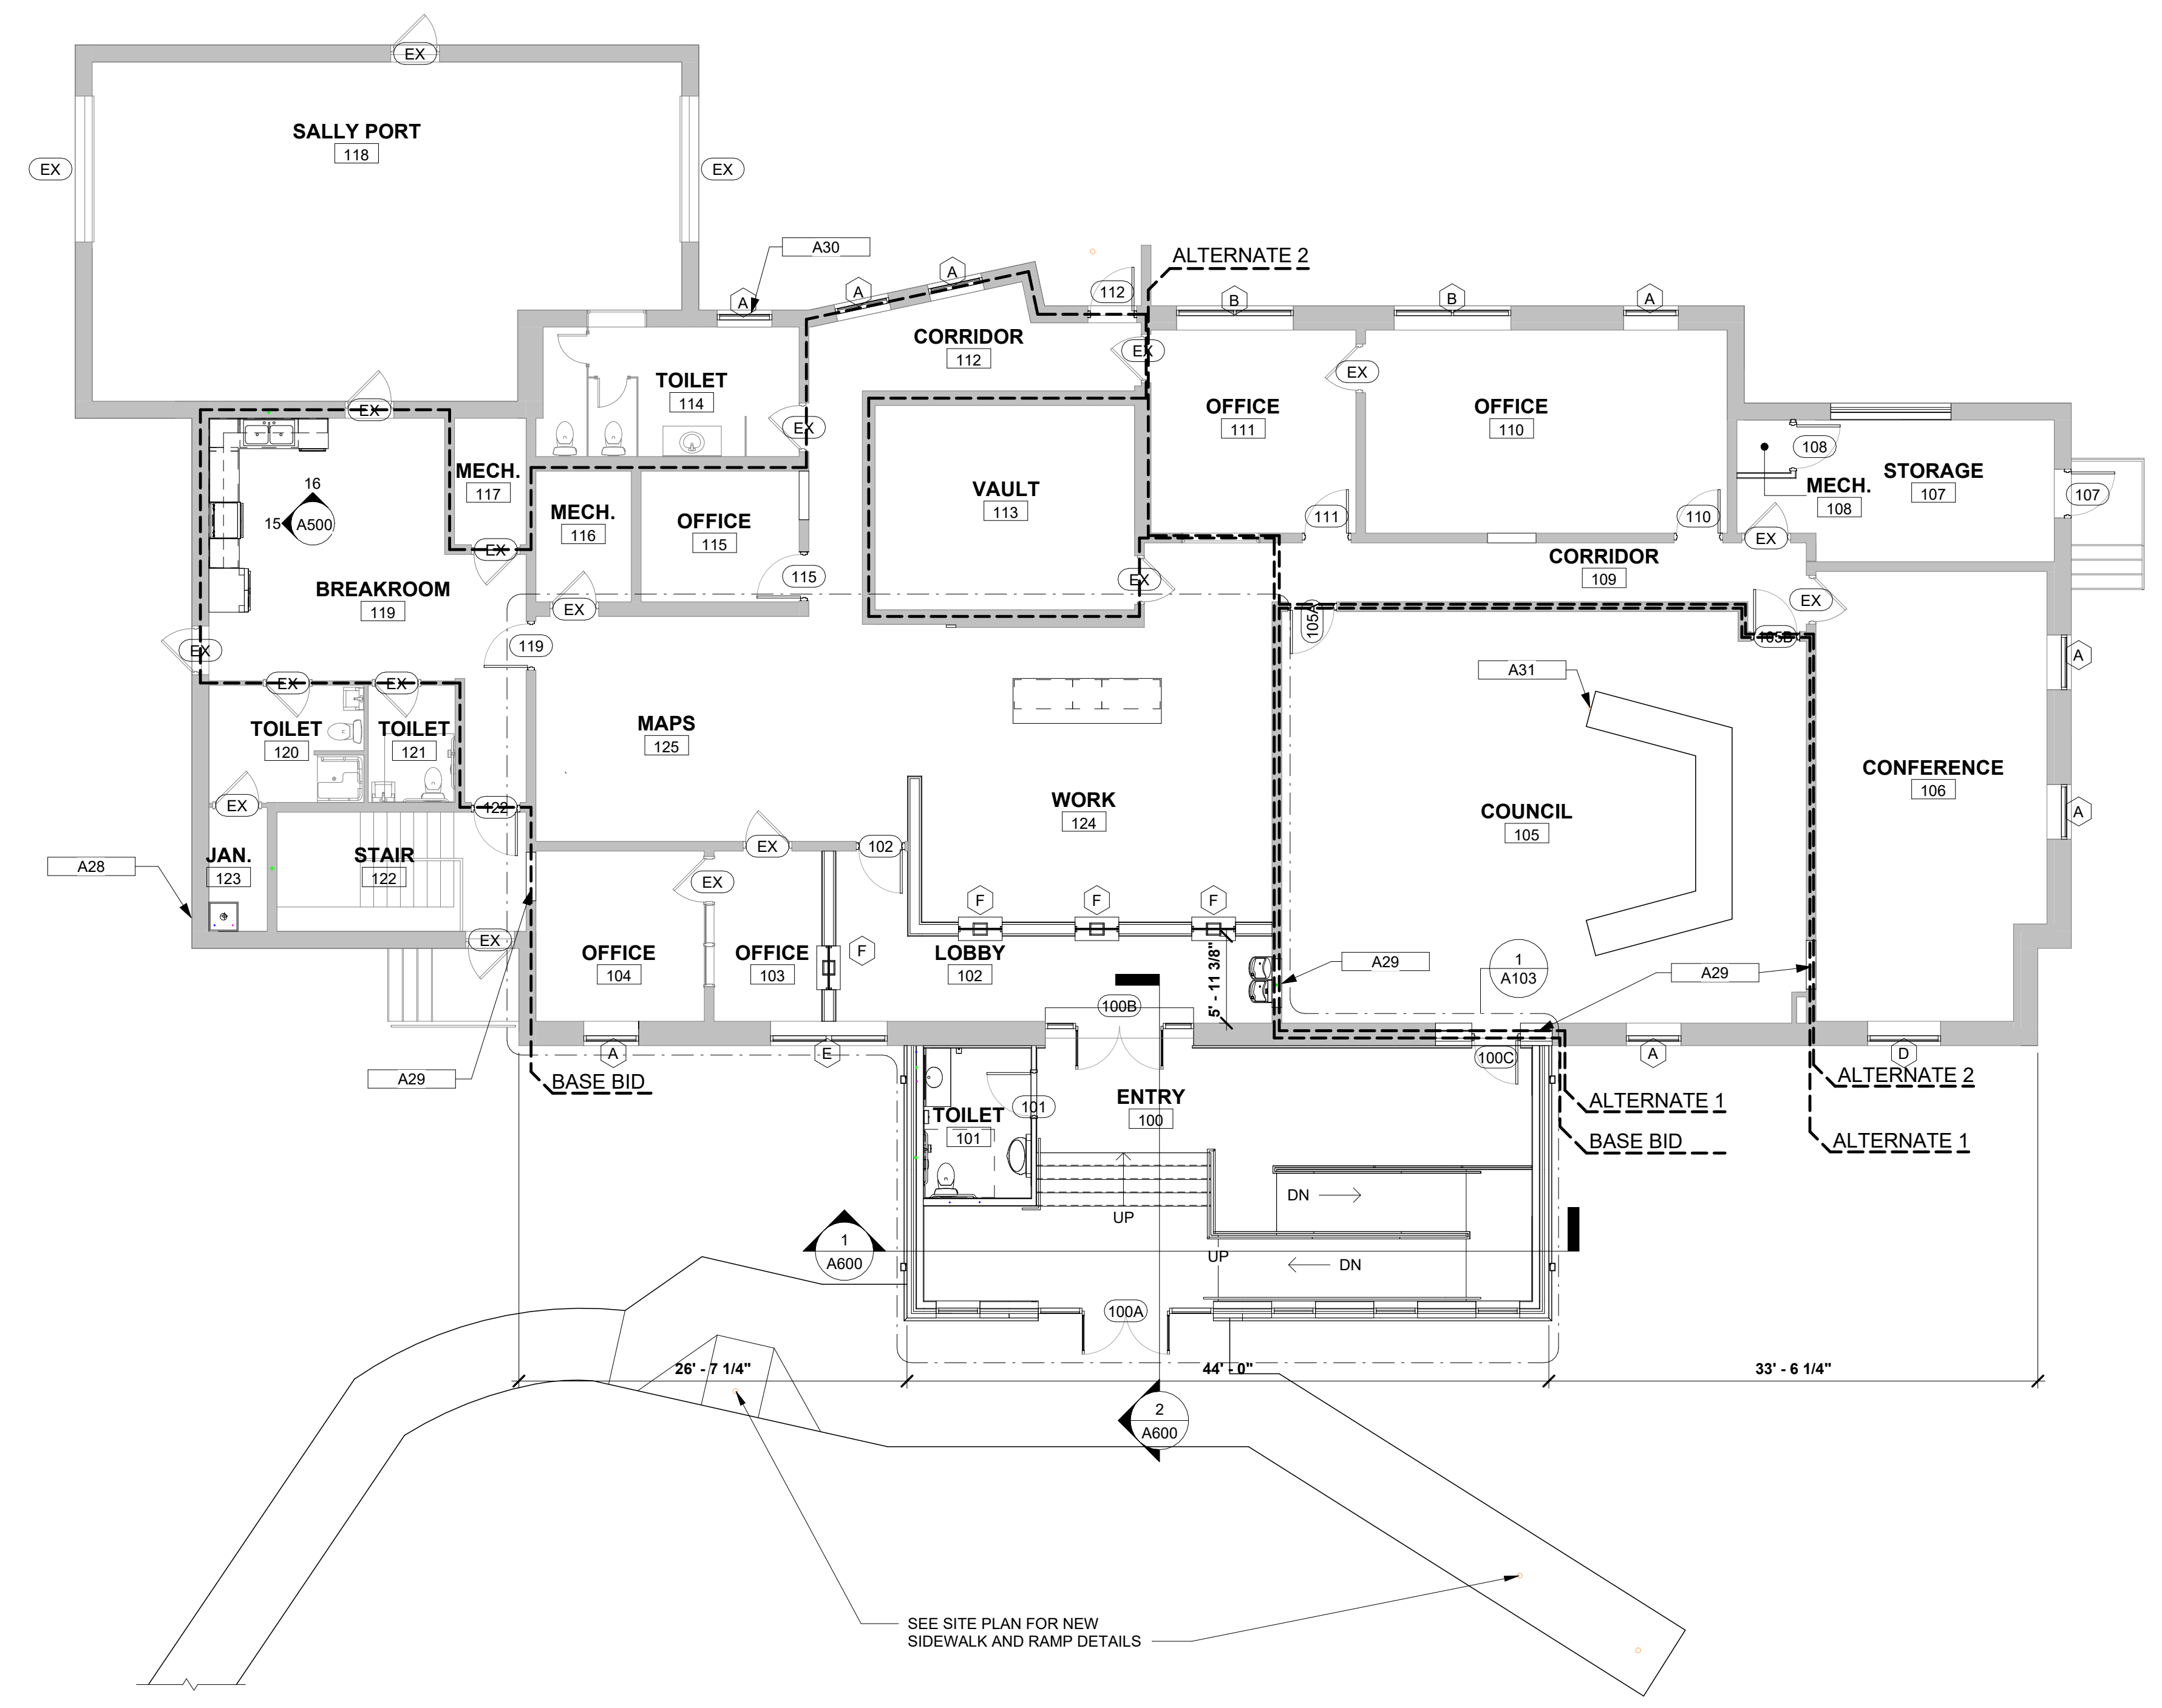 EX
SALLY PORT
118
EX
EX
A30
ALTERNATE 2
A
A
A
112
B
B
A
CORRIDOR
112
EX
EX
TOILET
114
EX
EX
OFFICE
111
OFFICE
110
108
STORAGE
107
MECH.
108
107
MECH.
117
16
15
A500
VAULT
113
MECH.
116
OFFICE
115
111
110
EX
EX
CORRIDOR
109
115
EX
EX
EX
BREAKROOM
119
119
EX
105A
105B
A
A31
EX
EX
TOILET
120
TOILET
121
MAPS
125
CONFERENCE
106
WORK
124
COUNCIL
105
A
EX
122
JAN.
123
STAIR
122
A28
EX
102
EX
F
F
F
EX
OFFICE
104
OFFICE
103
F
LOBBY
102
5' - 11 3/8"
A29
1
A103
A29
100B
A
E
100C
A
D
A29
BASE BID
ENTRY
100
101
TOILET
101
ALTERNATE 2
ALTERNATE 1
BASE BID
ALTERNATE 1
DN
UP
UP
DN
1
A600
100A
26' - 7 1/4"
44' - 0"
33' - 6 1/4"
2
A600
SEE SITE PLAN FOR NEW
SIDEWALK AND RAMP DETAILS